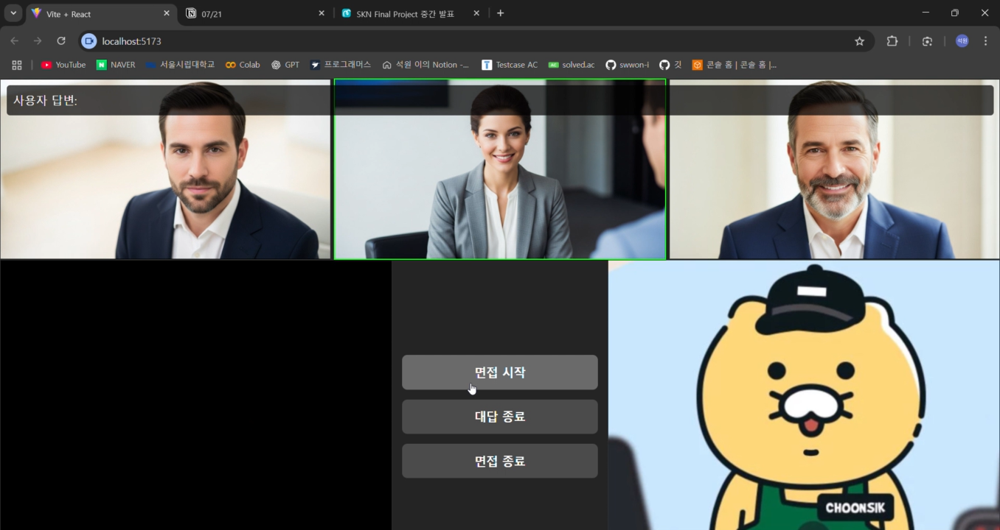 Vite + React
07/21
SKN Final Project 중간 발표
localhost:5173
석원
YouTube
NAVER
서울시립대학교
Colab
GPT
프로그래머스
석원 이의 Notion -...
Testcase AC
solved.ac
swwon-i
깃
콘솔 홈 | 콘솔 홈 |...
사용자 답변:
면접 시작
대답 종료
면접 종료
CHOONSIK